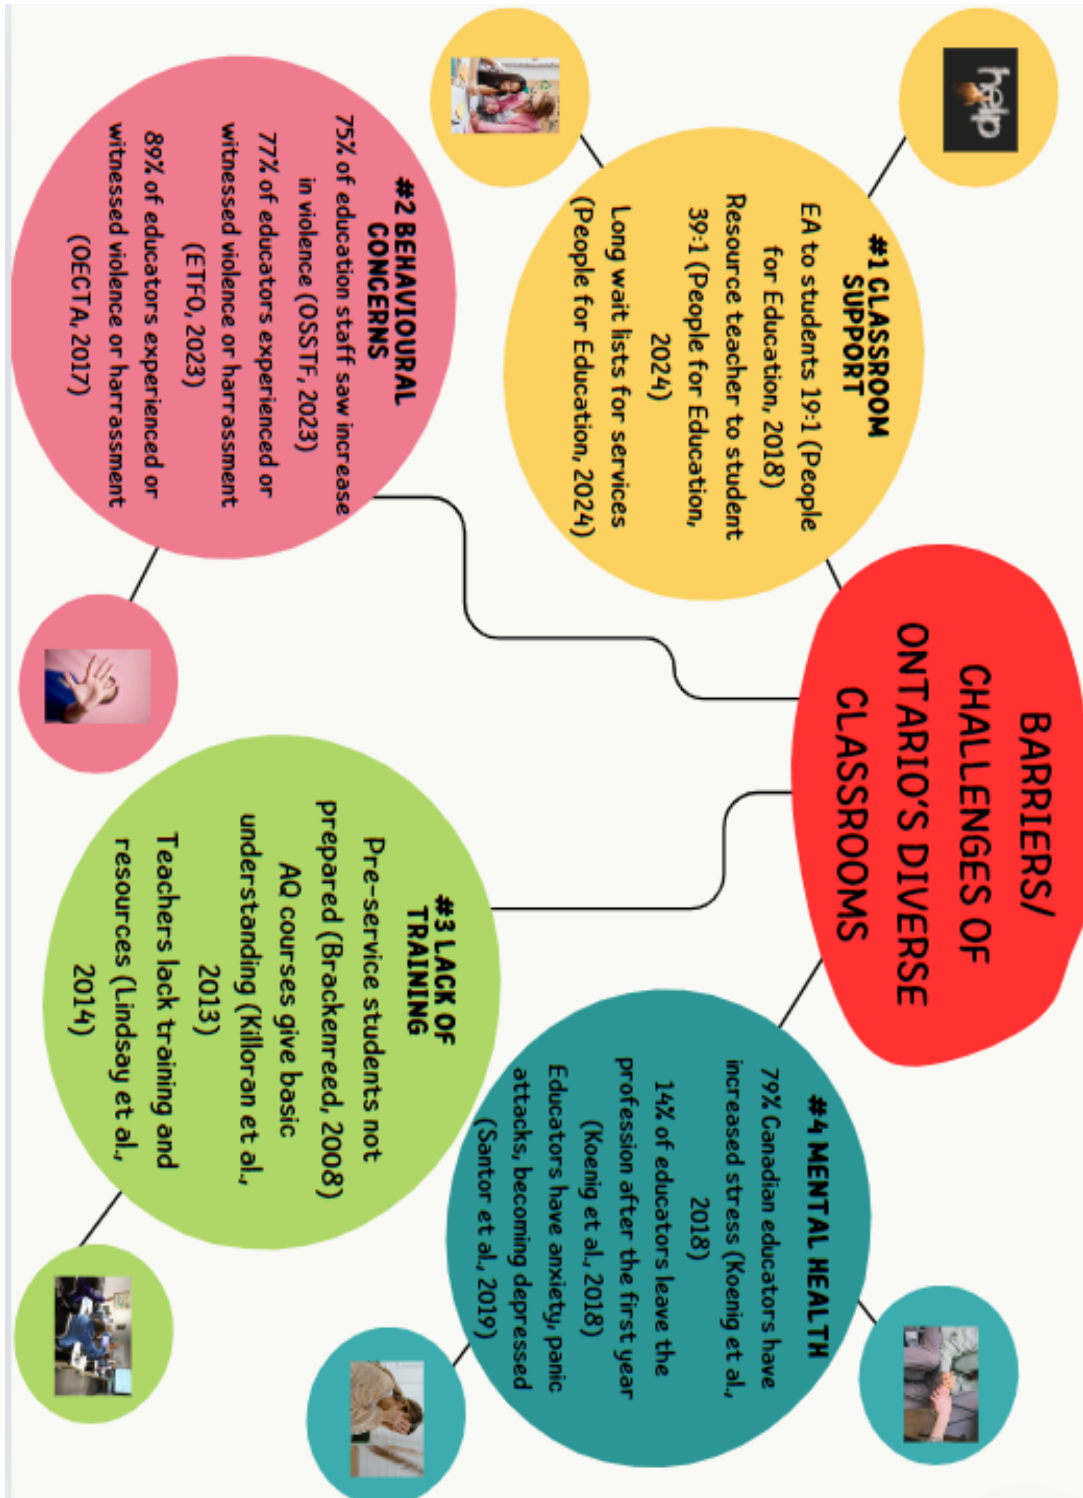 BARRIERS/
CHALLENGES OF
ONTARIO'S DIVERSE
CLASSROOMS
help
#1 CLASSROOM
SUPPORT
EA to students 19:1 (People
for Education, 2018)
Resource teacher to student
39:1 (People for Education,
2024)
Long wait lists for services
(People for Education, 2024)
#2 BEHAVIOURAL
CONCERNS
75% of education staff saw increase
in violence (OSSTF, 2023)
77% of educators experienced or
witnessed violence or harrassment
(ETFO, 2023)
89% of educators experienced or
witnessed violence or harrassment
(OECTA, 2017)
#3 LACK OF
TRAINING
Pre-service students not
prepared (Brackenreed, 2008)
AQ courses give basic
understanding (Killoran et al.,
2013)
Teachers lack training and
resources (Lindsay et al.,
2014)
#4 MENTAL HEALTH
79% Canadian educators have
increased stress (Koenig et al.,
2018)
14% of educators leave the
profession after the first year
(Koenig et al., 2018)
Educators have anxiety, panic
attacks, becoming depressed
(Santor et al., 2019)